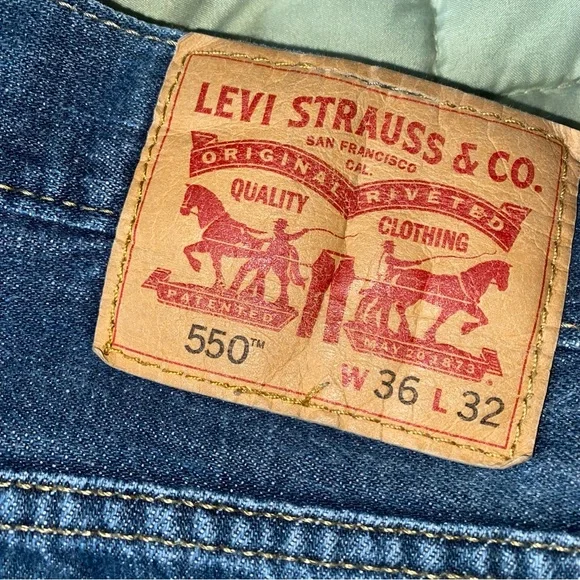 LEVI STRAUSS & CO.
SAN FRANCISCO
CAL.
ORIGINAL RIVETED
QUALITY CLOTHING
PATENTED MAY 20 1873
550™ W 36 L 32